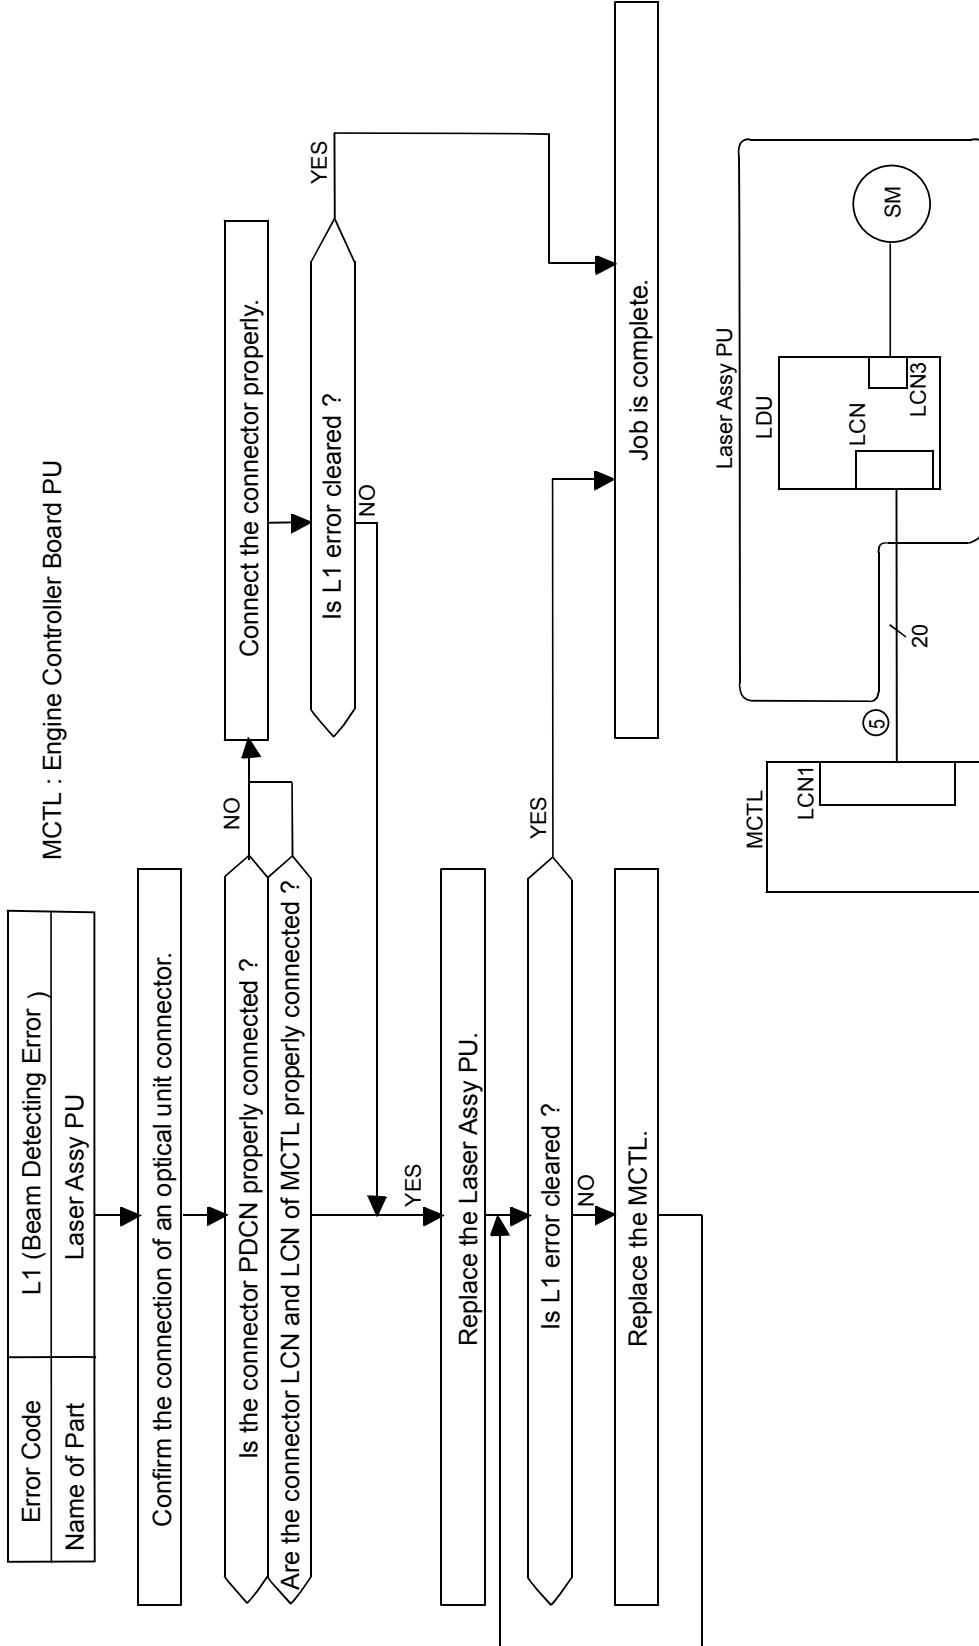 MCTL : Engine Controller Board PU
Error Code
L1 (Beam Detecting Error )
Name of Part
Laser Assy PU
Confirm the connection of an optical unit connector.
Is the connector PDCN properly connected ?
Are the connector LCN and LCN of MCTL properly connected ?
NO
Connect the connector properly.
Is L1 error cleared ?
YES
NO
YES
Replace the Laser Assy PU.
Is L1 error cleared ?
YES
NO
Replace the MCTL.
Job is complete.
MCTL
LCN1
5
20
Laser Assy PU
LDU
LCN
LCN3
SM